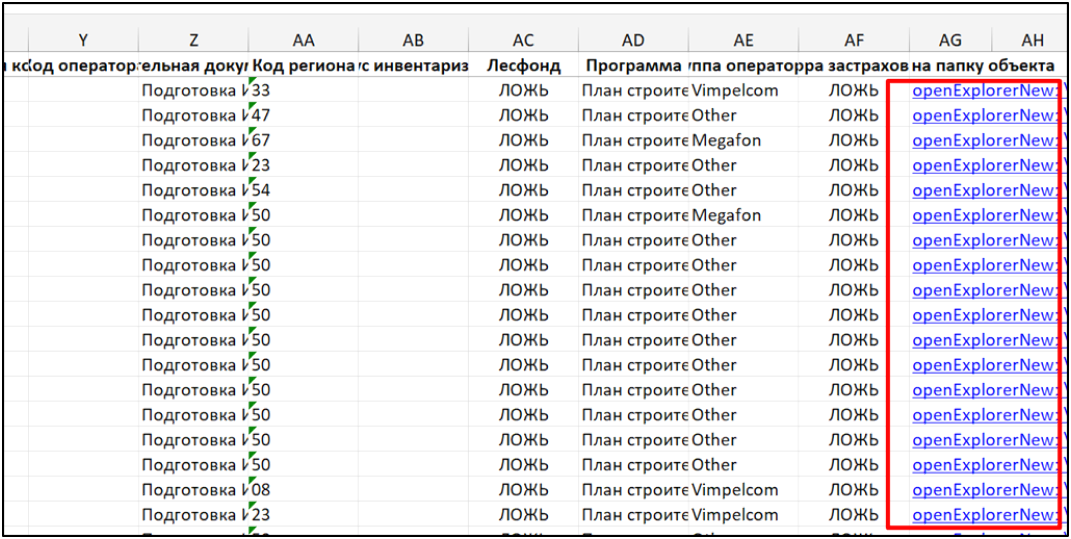 Y Z AA AB AC AD AE AF AG AH
Код региона Лесфонд Программа на папку объекта
Подготовка 33 ЛОЖЬ План строите Vimpelcom ЛОЖЬ openExplorerNew:
Подготовка 47 ЛОЖЬ План строите Other ЛОЖЬ openExplorerNew:
Подготовка 67 ЛОЖЬ План строите Megafon ЛОЖЬ openExplorerNew:
Подготовка 23 ЛОЖЬ План строите Other ЛОЖЬ openExplorerNew:
Подготовка 54 ЛОЖЬ План строите Other ЛОЖЬ openExplorerNew:
Подготовка 50 ЛОЖЬ План строите Megafon ЛОЖЬ openExplorerNew:
Подготовка 50 ЛОЖЬ План строите Other ЛОЖЬ openExplorerNew:
Подготовка 50 ЛОЖЬ План строите Other ЛОЖЬ openExplorerNew:
Подготовка 50 ЛОЖЬ План строите Other ЛОЖЬ openExplorerNew:
Подготовка 50 ЛОЖЬ План строите Other ЛОЖЬ openExplorerNew:
Подготовка 50 ЛОЖЬ План строите Other ЛОЖЬ openExplorerNew:
Подготовка 50 ЛОЖЬ План строите Other ЛОЖЬ openExplorerNew:
Подготовка 50 ЛОЖЬ План строите Other ЛОЖЬ openExplorerNew:
Подготовка 50 ЛОЖЬ План строите Other ЛОЖЬ openExplorerNew:
Подготовка 50 ЛОЖЬ План строите Other ЛОЖЬ openExplorerNew:
Подготовка 50 ЛОЖЬ План строите Other ЛОЖЬ openExplorerNew:
Подготовка 08 ЛОЖЬ План строите Vimpelcom ЛОЖЬ openExplorerNew:
Подготовка 23 ЛОЖЬ План строите Vimpelcom ЛОЖЬ openExplorerNew: